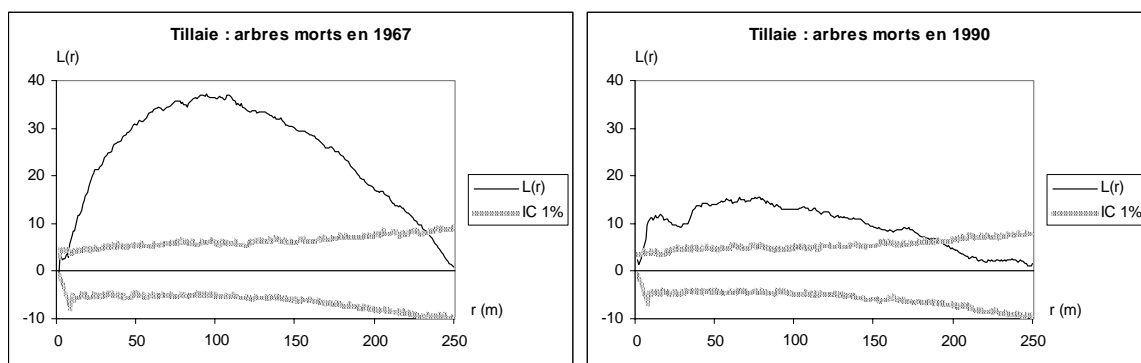 Tillaie : arbres morts en 1967
L(r)
40
30
20
10
0
-10
0 50 100 150 200 250
r (m)
L(r)
IC 1%
Tillaie : arbres morts en 1990
L(r)
40
30
20
10
0
-10
0 50 100 150 200 250
r (m)
L(r)
IC 1%